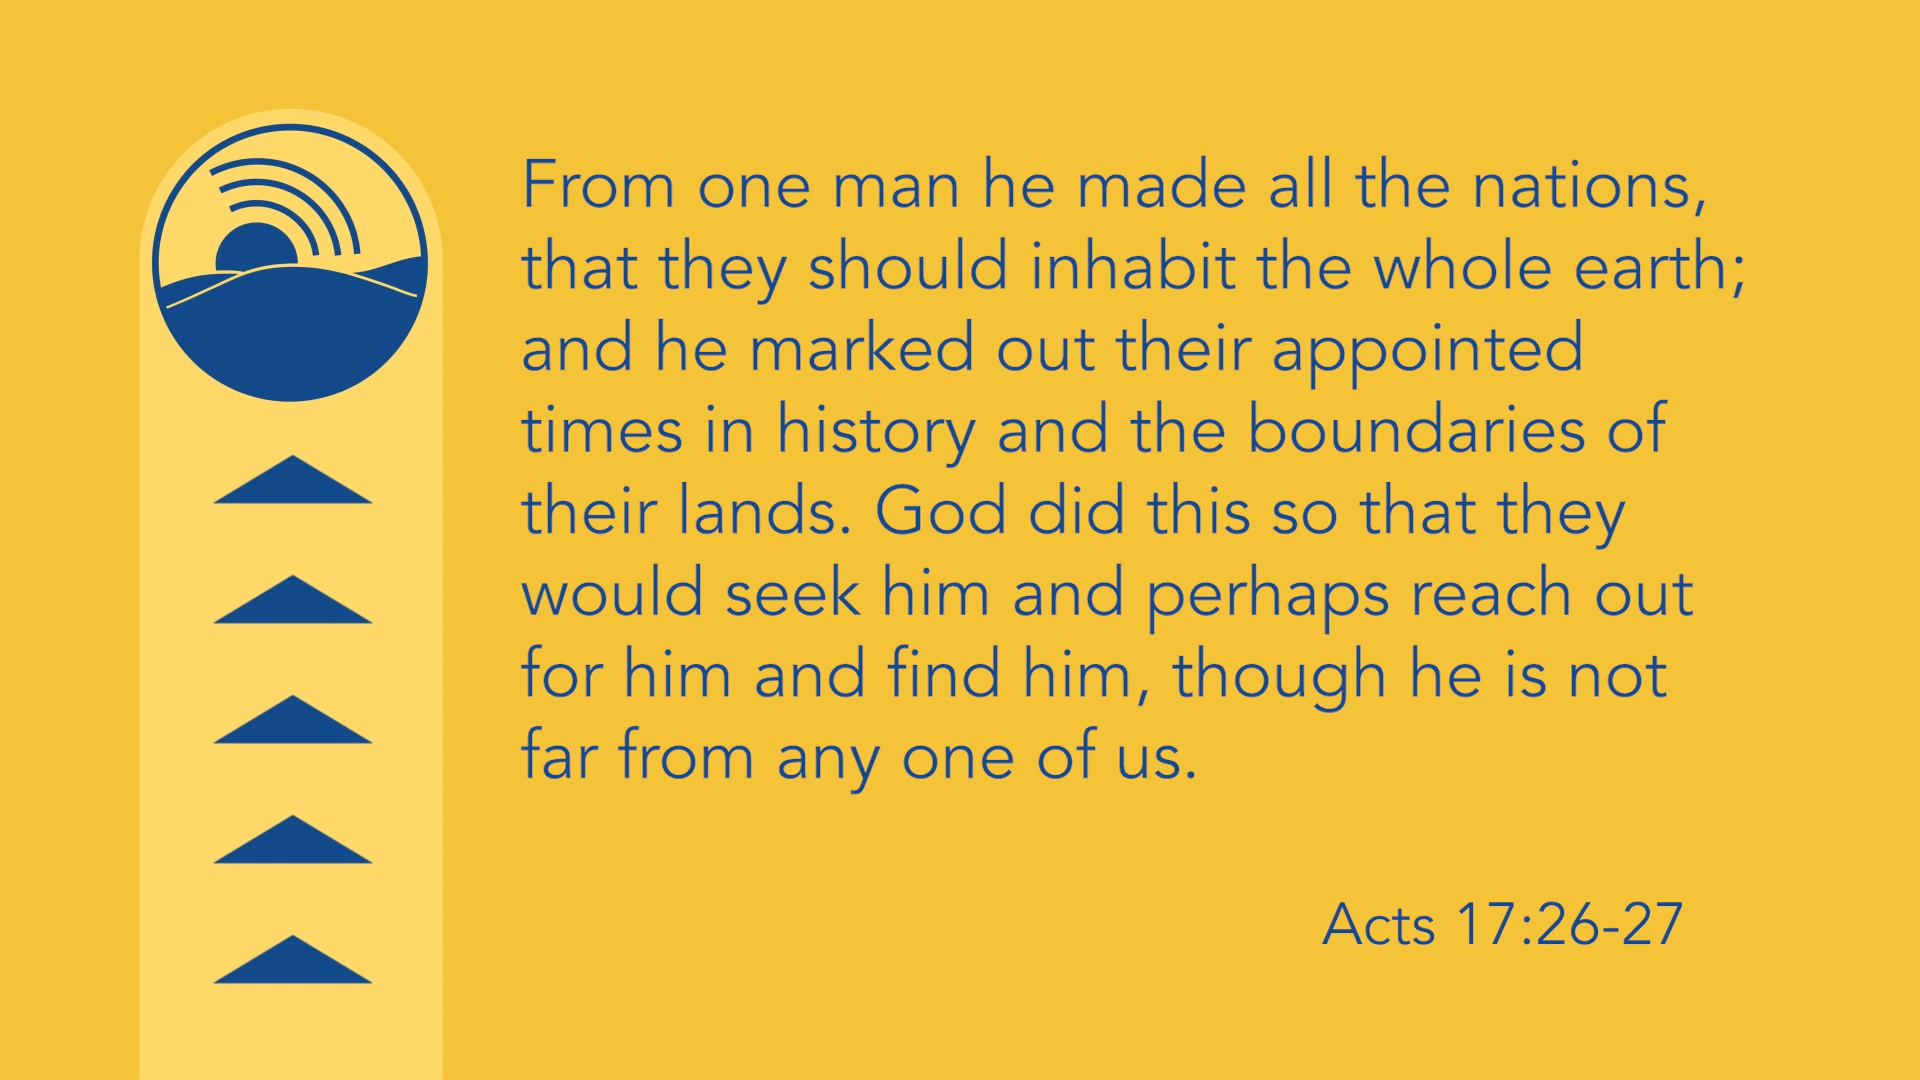 From one man he made all the nations,
that they should inhabit the whole earth;
and he marked out their appointed
times in history and the boundaries of
their lands. God did this so that they
would seek him and perhaps reach out
for him and find him, though he is not
far from any one of us.
Acts 17:26-27